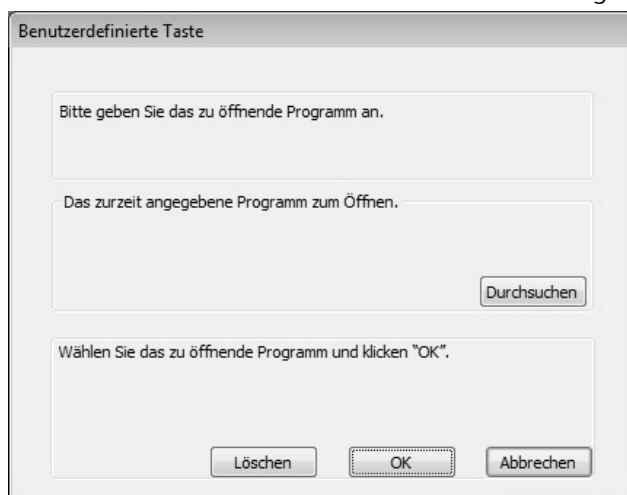 Benutzerdefinierte Taste
Bitte geben Sie das zu öffnende Programm an.
Das zurzeit angegebene Programm zum Öffnen.
Durchsuchen
Wählen Sie das zu öffnende Programm und klicken "OK".
Löschen OK Abbrechen